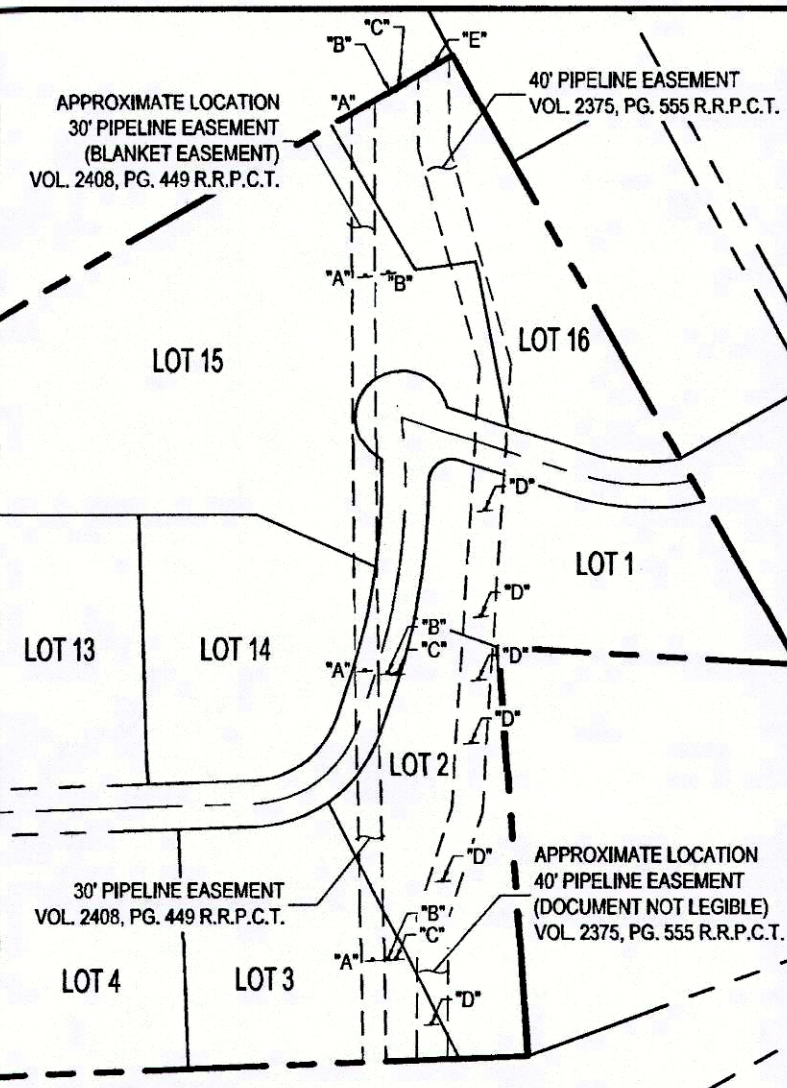 "C"
"B"
"E"
APPROXIMATE LOCATION
30' PIPELINE EASEMENT
(BLANKET EASEMENT)
VOL. 2408, PG. 449 R.R.P.C.T.
"A"
40' PIPELINE EASEMENT
VOL. 2375, PG. 555 R.R.P.C.T.
"A"
"B"
LOT 15
LOT 16
"D"
LOT 1
"D"
LOT 13
LOT 14
"B"
"C"
"A"
"D"
"D"
LOT 2
"D"
APPROXIMATE LOCATION
40' PIPELINE EASEMENT
(DOCUMENT NOT LEGIBLE)
VOL. 2375, PG. 555 R.R.P.C.T.
30' PIPELINE EASEMENT
VOL. 2408, PG. 449 R.R.P.C.T.
"B"
"C"
"A"
LOT 4
LOT 3
"D"